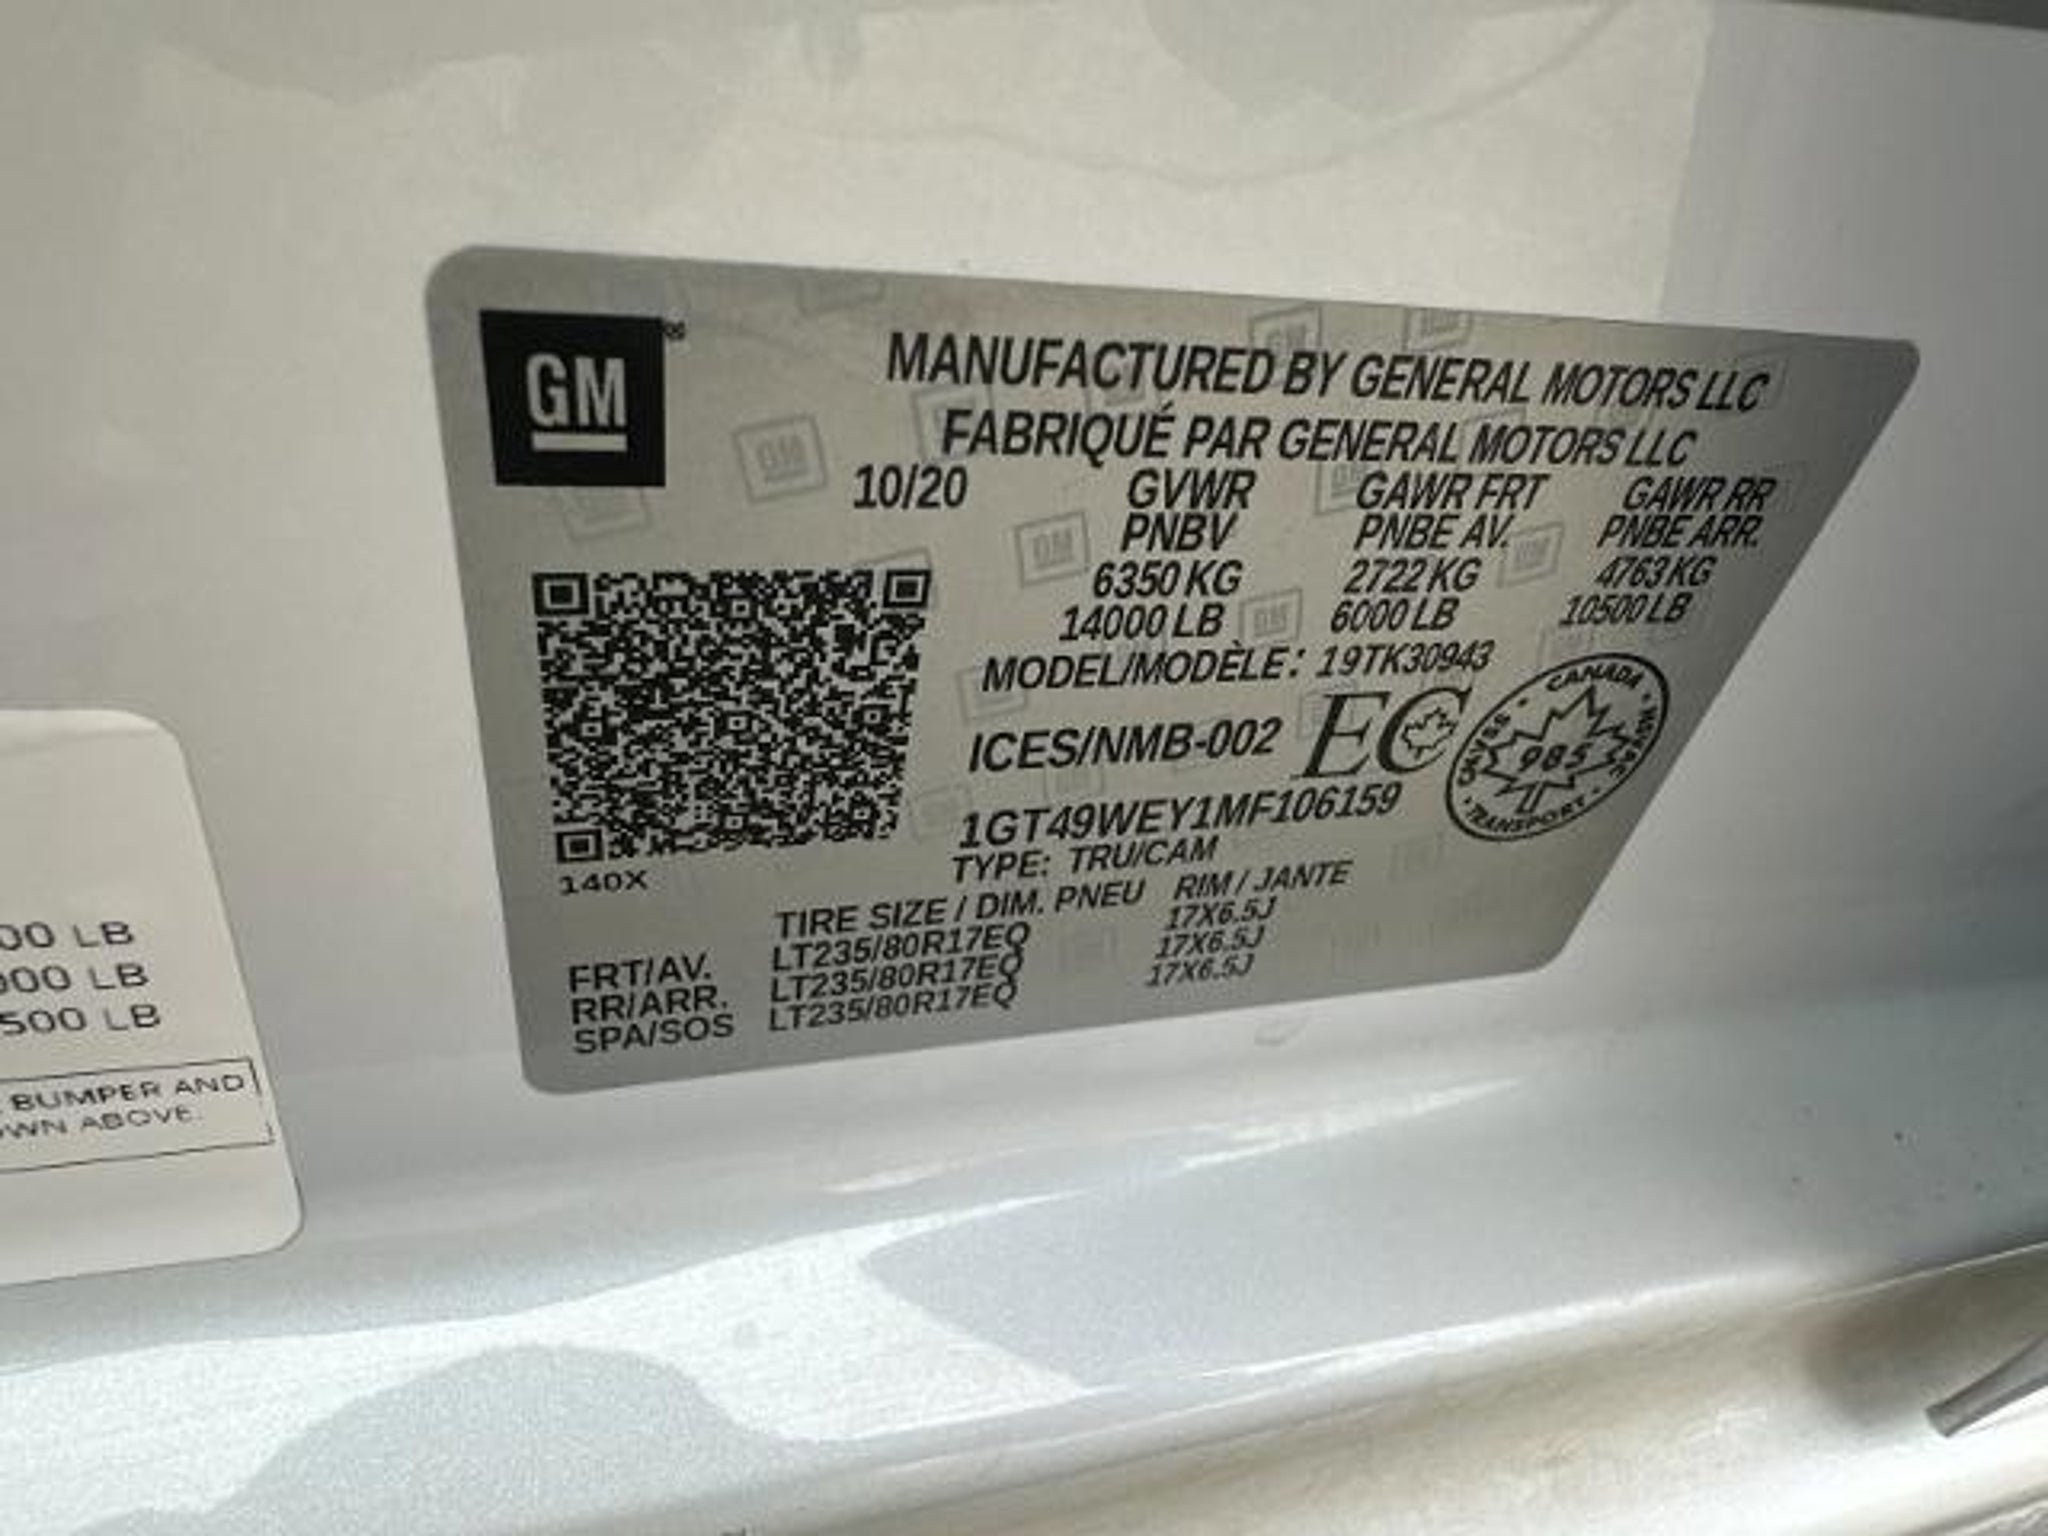 GM
MANUFACTURED BY GENERAL MOTORS LLC
FABRIQUÉ PAR GENERAL MOTORS LLC
10/20 GVWR GAWR FRT GAWR RR
PNBV PNBE AV. PNBE ARR.
6350 KG 2722 KG 4763 KG
14000 LB 6000 LB 10500 LB
MODEL/MODÈLE: 19TK30943
ICES/NMB-002 EC
CANADA
985
TRANSPORT
1GT49WEY1MF106159
TYPE: TRU/CAM
140X
TIRE SIZE / DIM. PNEU RIM / JANTE
FRT/AV. LT235/80R17EQ 17X6.5J
RR/ARR. LT235/80R17EQ 17X6.5J
SPA/SOS LT235/80R17EQ 17X6.5J
00 LB
000 LB
500 LB
BUMPER AND
OWN ABOVE.